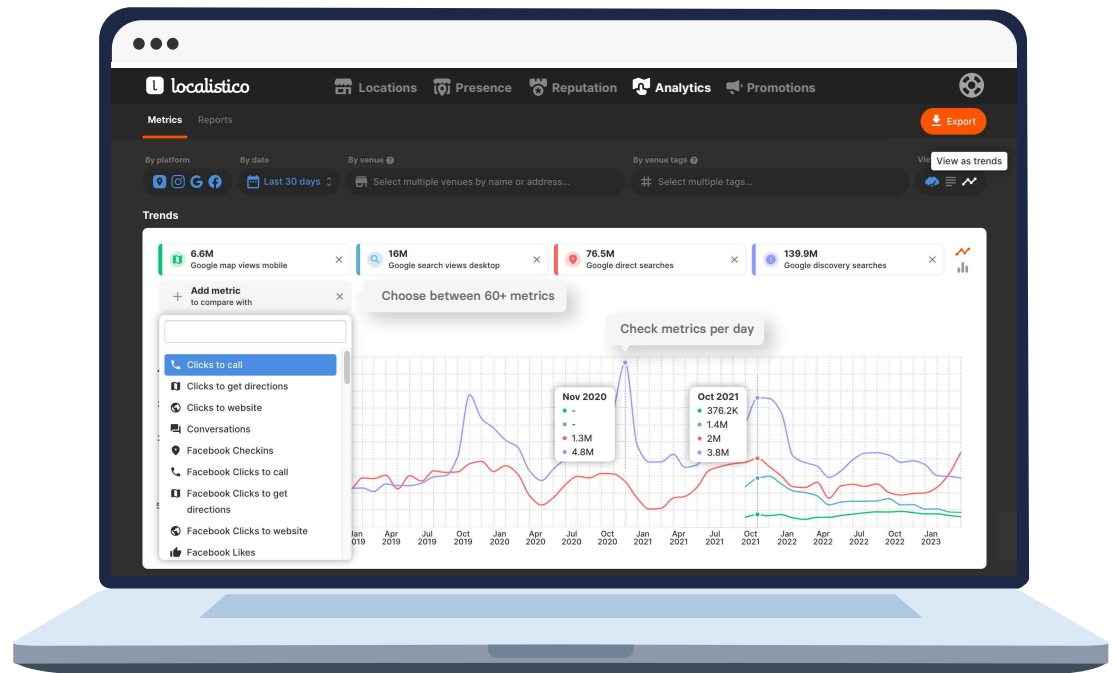 localistico
Locations
Presence
Reputation
Analytics
Promotions
Metrics
Reports
Export
By platform
By date
By venue
By venue tags
View as trends
Last 30 days
Select multiple venues by name or address...
Select multiple tags...
Trends
6.6M
Google map views mobile
16M
Google search views desktop
76.5M
Google direct searches
139.9M
Google discovery searches
Add metric
to compare with
Choose between 60+ metrics
Check metrics per day
Clicks to call
Clicks to get directions
Clicks to website
Conversations
Facebook Checkins
Facebook Clicks to call
Facebook Clicks to get
directions
Facebook Clicks to website
Facebook Likes
Nov 2020
-
-
1.3M
4.8M
Oct 2021
376.2K
1.4M
2M
3.8M
Apr Jul Oct Jan Apr Jul Oct Jan Apr Jul Oct Jan Apr Jul Oct Jan
2019 2019 2019 2020 2020 2020 2020 2021 2021 2021 2021 2022 2022 2022 2022 2023